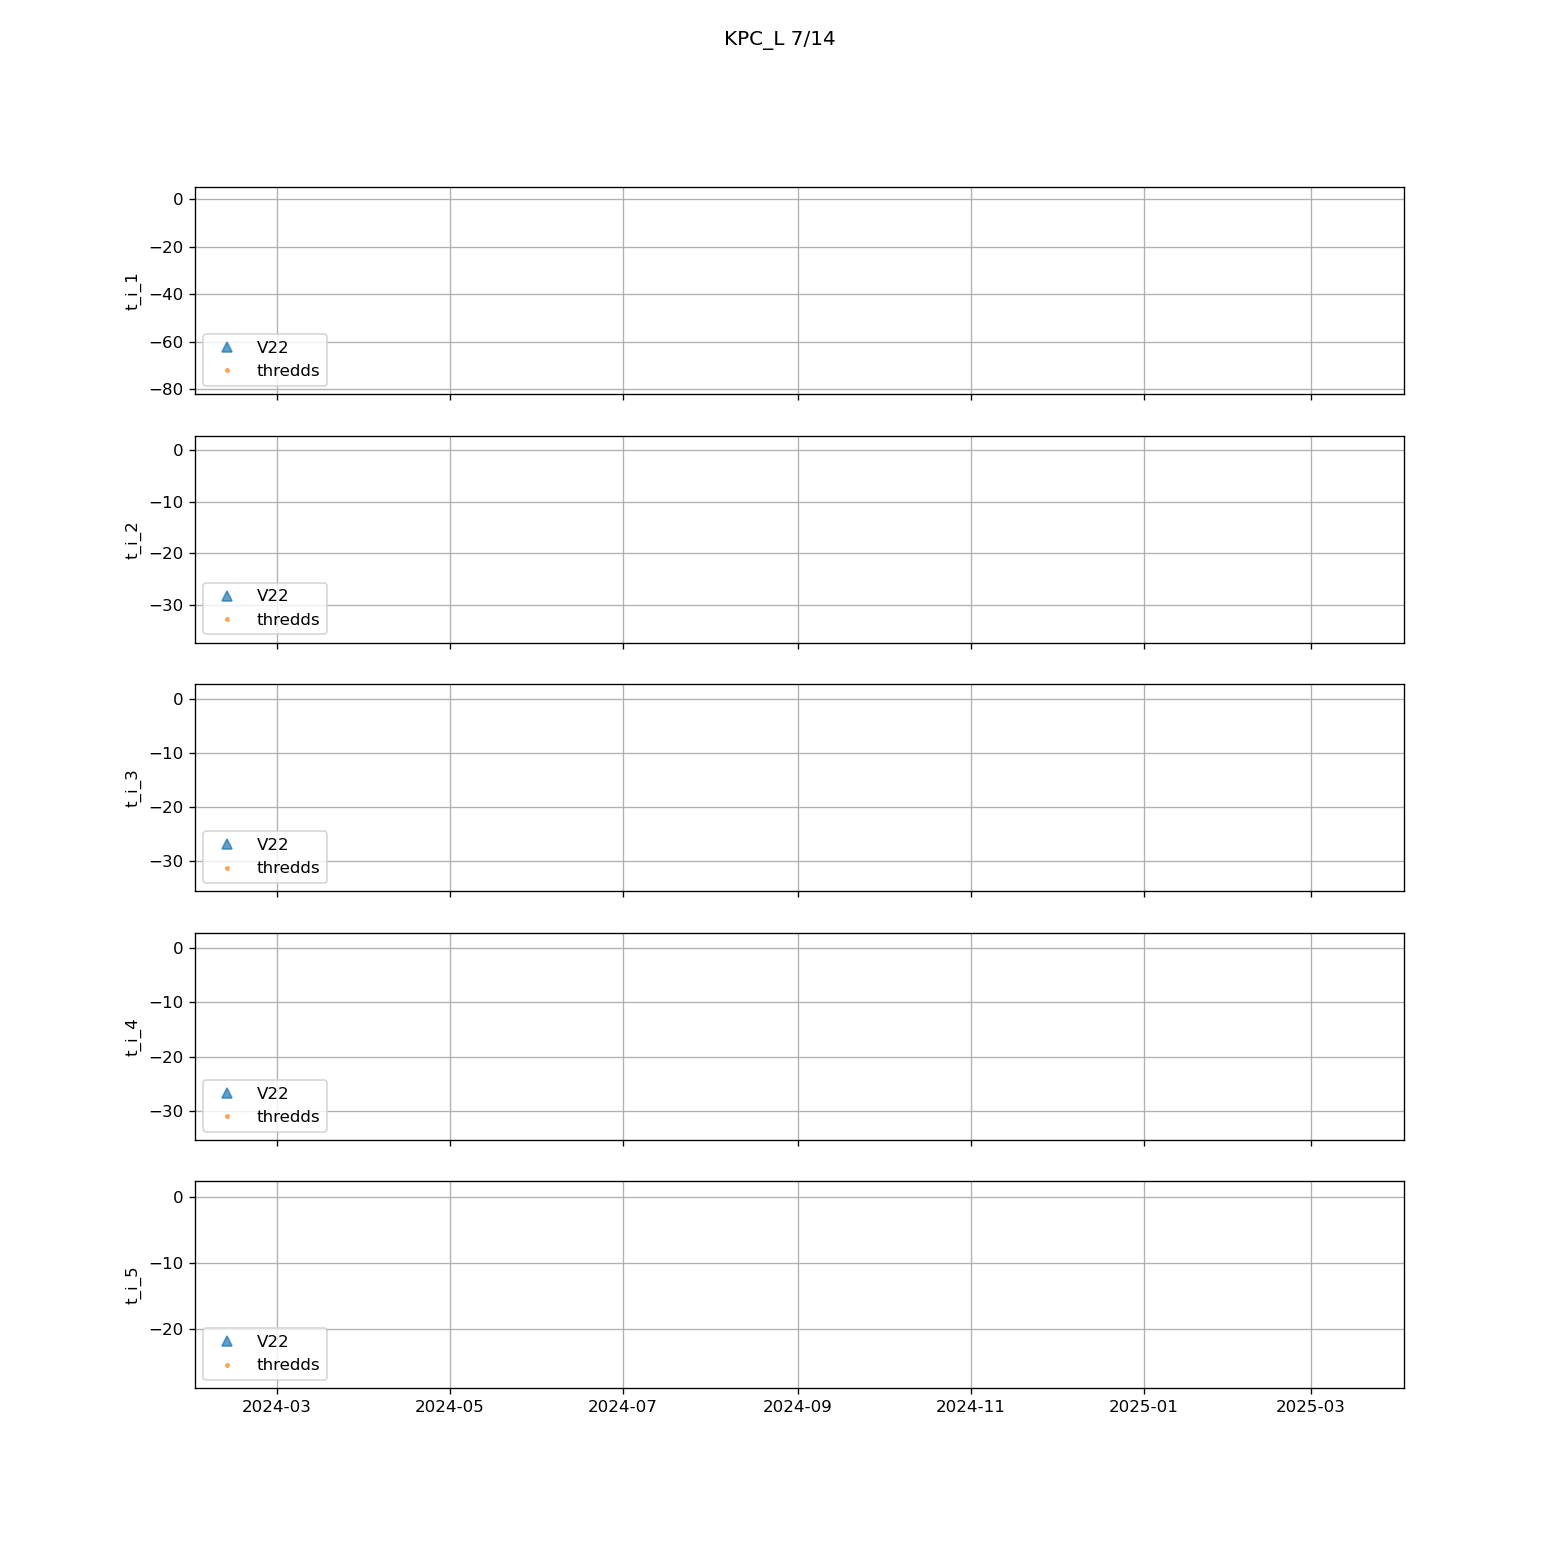 KPC_L 7/14
0
−20
−40
−60
−80
t_i_1
V22
thredds
0
−10
−20
−30
t_i_2
V22
thredds
0
−10
−20
−30
t_i_3
V22
thredds
0
−10
−20
−30
t_i_4
V22
thredds
0
−10
−20
t_i_5
V22
thredds
2024-03 2024-05 2024-07 2024-09 2024-11 2025-01 2025-03